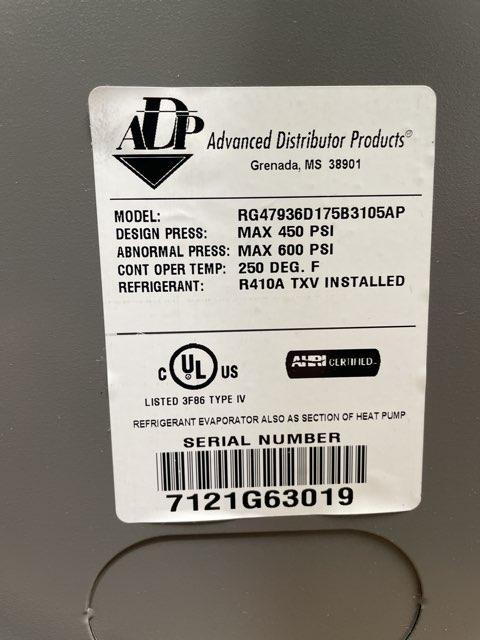 ADP Advanced Distributor Products®
Grenada, MS 38901
MODEL: RG47936D175B3105AP
DESIGN PRESS: MAX 450 PSI
ABNORMAL PRESS: MAX 600 PSI
CONT OPER TEMP: 250 DEG. F
REFRIGERANT: R410A TXV INSTALLED
C UL US
AHRI CERTIFIED
LISTED 3F86 TYPE IV
REFRIGERANT EVAPORATOR ALSO AS SECTION OF HEAT PUMP
SERIAL NUMBER
7121G63019